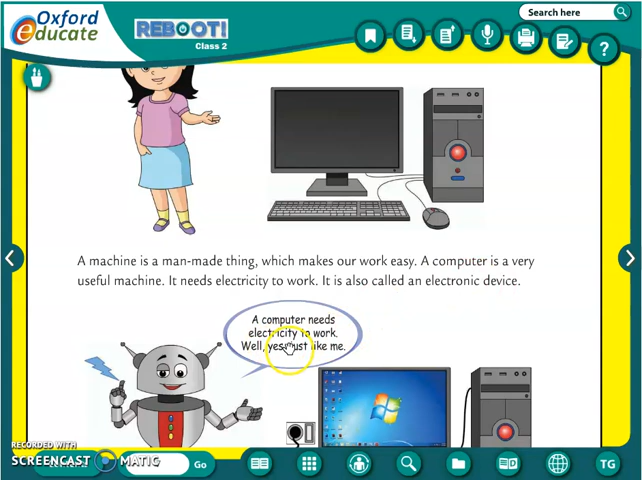 Oxford
educate
REBOOT!
Class 2
Search here
?
A machine is a man-made thing, which makes our work easy. A computer is a very
useful machine. It needs electricity to work. It is also called an electronic device.
A computer needs
electricity to work.
Well, yes just like me.
RECORDED WITH
SCREENCAST MATIC
Go
D
TG